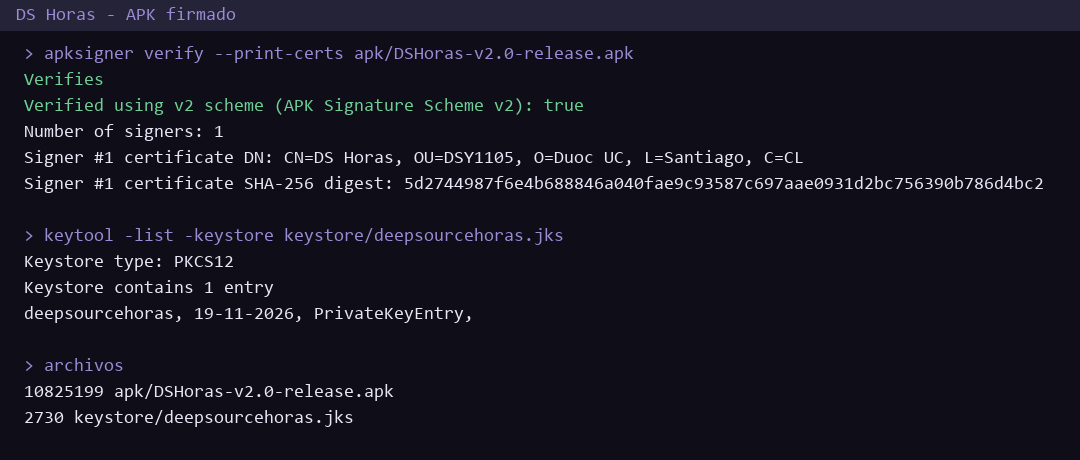 DS Horas - APK firmado
> apksigner verify --print-certs apk/DSHoras-v2.0-release.apk
Verifies
Verified using v2 scheme (APK Signature Scheme v2): true
Number of signers: 1
Signer #1 certificate DN: CN=DS Horas, OU=DSY1105, O=Duoc UC, L=Santiago, C=CL
Signer #1 certificate SHA-256 digest: 5d2744987f6e4b688846a040fae9c93587c697aae0931d2bc756390b786d4bc2
> keytool -list -keystore keystore/deepsourcehoras.jks
Keystore type: PKCS12
Keystore contains 1 entry
deepsourcehoras, 19-11-2026, PrivateKeyEntry,
> archivos
10825199 apk/DSHoras-v2.0-release.apk
2730 keystore/deepsourcehoras.jks